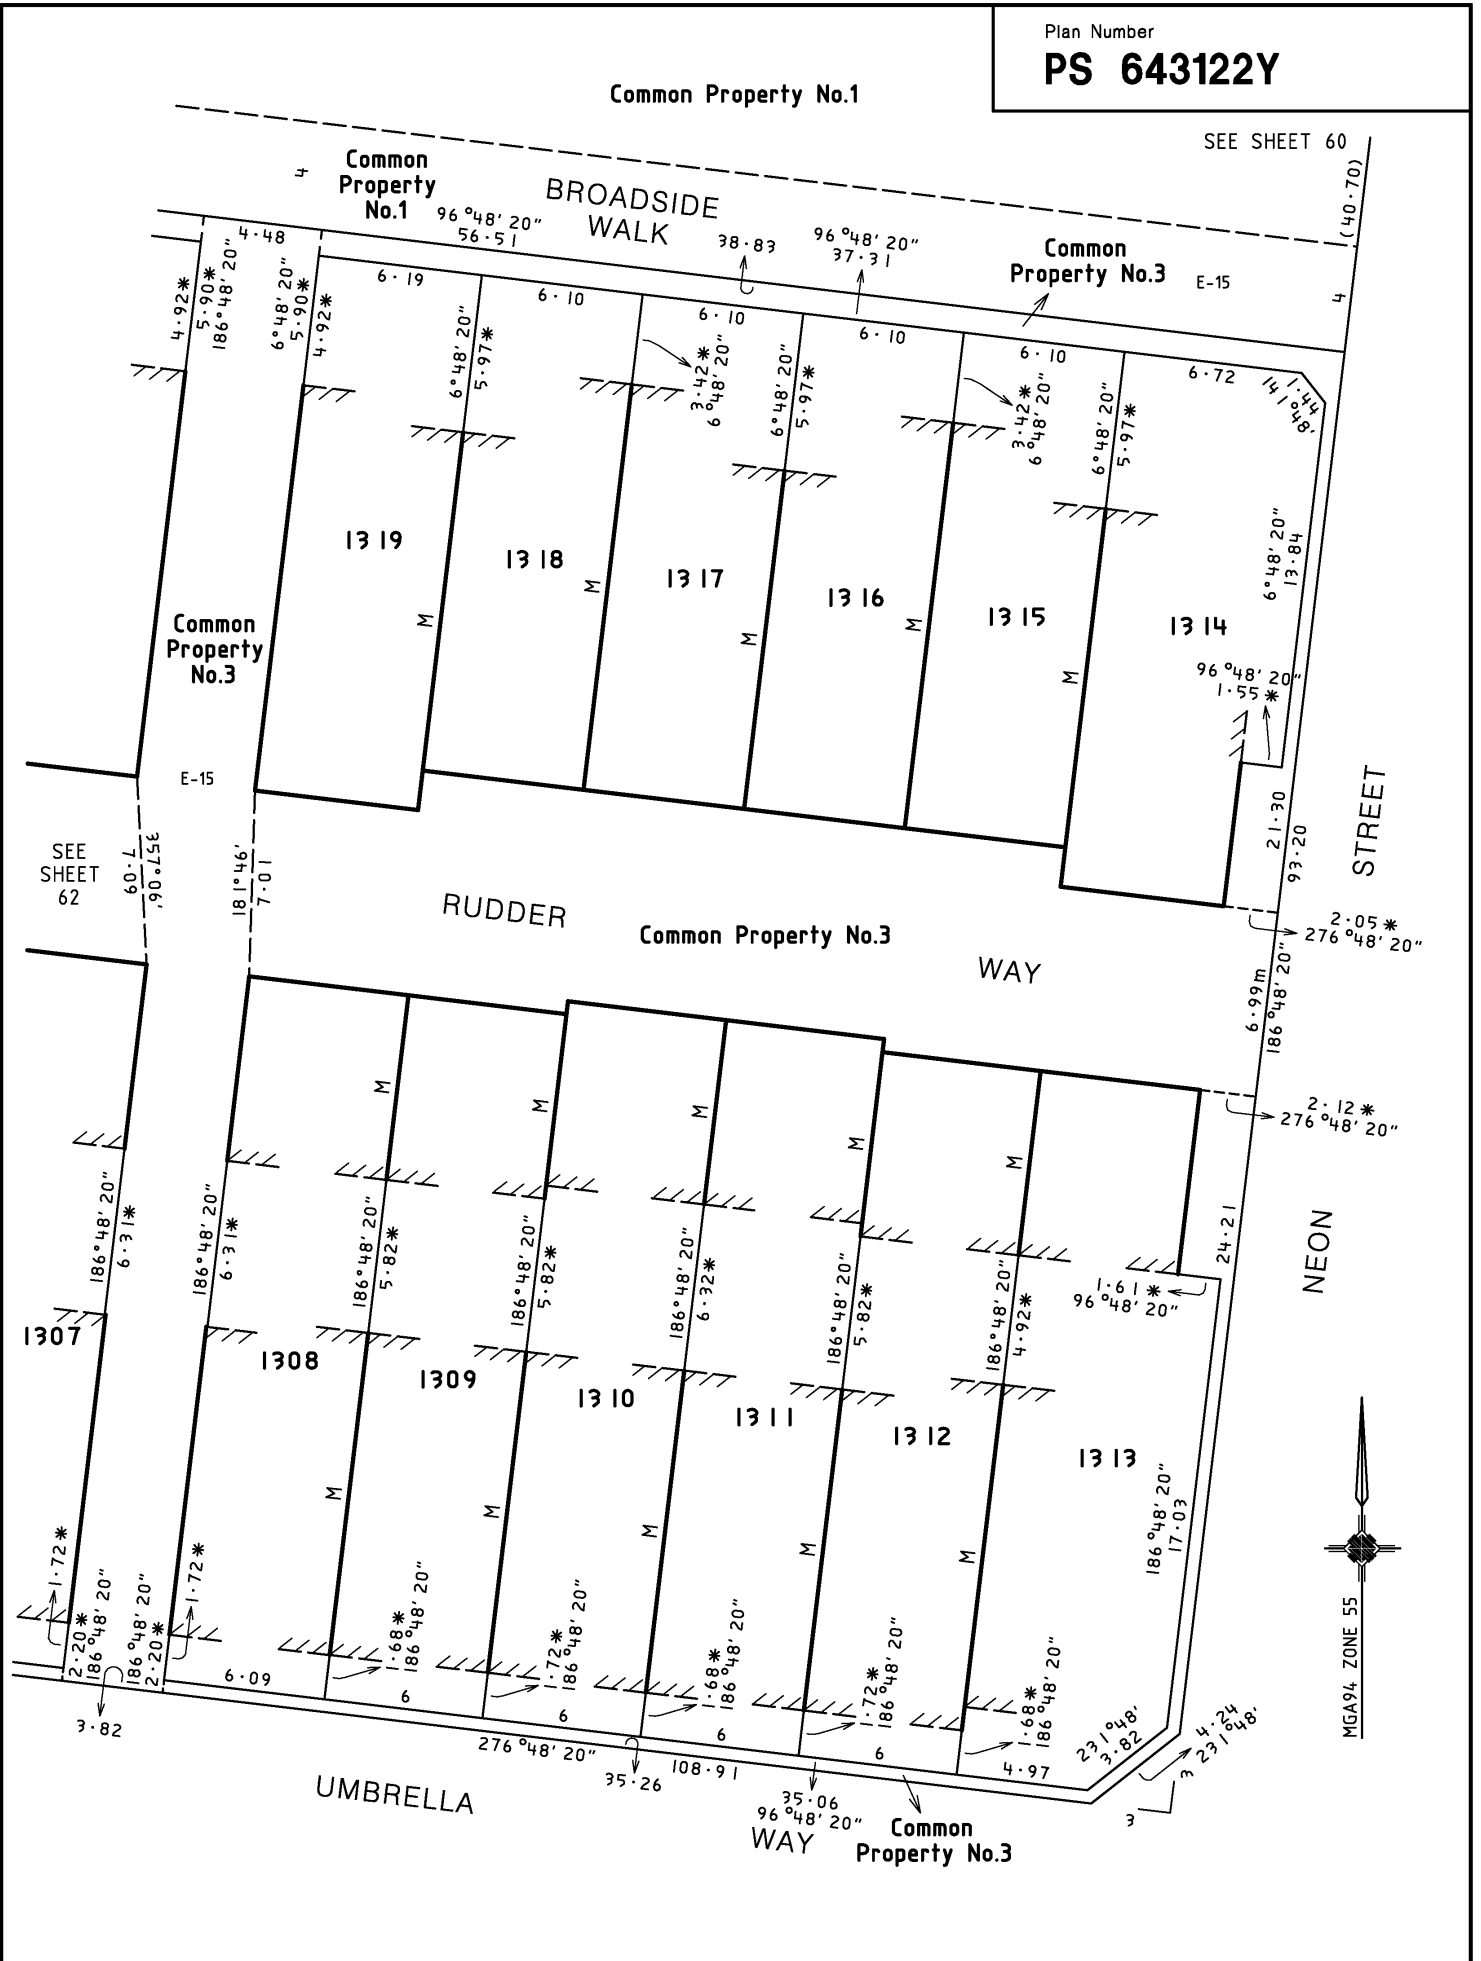 Plan Number
PS 643122Y
Common Property No.1
SEE SHEET 60
(40·70)
4
Common
Property
No.1
BROADSIDE
WALK
96°48'20"
56·51
38·83
96°48'20"
37·31
Common
Property No.3
E-15
4
4·48
6·19
6·10
6·10
6·10
6·10
6·72
1·44
141°48'
4·92*
5·90*
186°48'20"
6°48'20"
5·90*
4·92*
6°48'20"
5·97*
3·42*
6°48'20"
6°48'20"
5·97*
3·42*
6°48'20"
6°48'20"
5·97*
6°48'20"
13·84
1319
1318
1317
1316
1315
1314
M
M
M
M
M
96°48'20"
1·55*
Common
Property
No.3
E-15
SEE
SHEET
62
357°06'
7·09
181°46'
7·01
21·30
93·20
STREET
RUDDER
Common Property No.3
WAY
2·05*
276°48'20"
6·99m
186°48'20"
2·12*
276°48'20"
M
M
M
M
M
186°48'20"
6·31*
186°48'20"
6·31*
186°48'20"
5·82*
186°48'20"
5·82*
186°48'20"
6·32*
186°48'20"
5·82*
186°48'20"
4·92*
24·21
NEON
1·61*
96°48'20"
1307
1308
1309
1310
1311
1312
1313
M
M
M
M
M
186°48'20"
17·03
1·72*
2·20*
186°48'20"
186°48'20"
2·20*
1·72*
1·68*
186°48'20"
1·72*
186°48'20"
1·68*
186°48'20"
1·72*
186°48'20"
1·68*
186°48'20"
6·09
6
6
6
6
4·97
231°48'
3·82
4·24
231°48'
3
3
3·82
276°48'20"
35·26
108·91
35·06
96°48'20"
UMBRELLA
WAY
Common
Property No.3
MGA94 ZONE 55